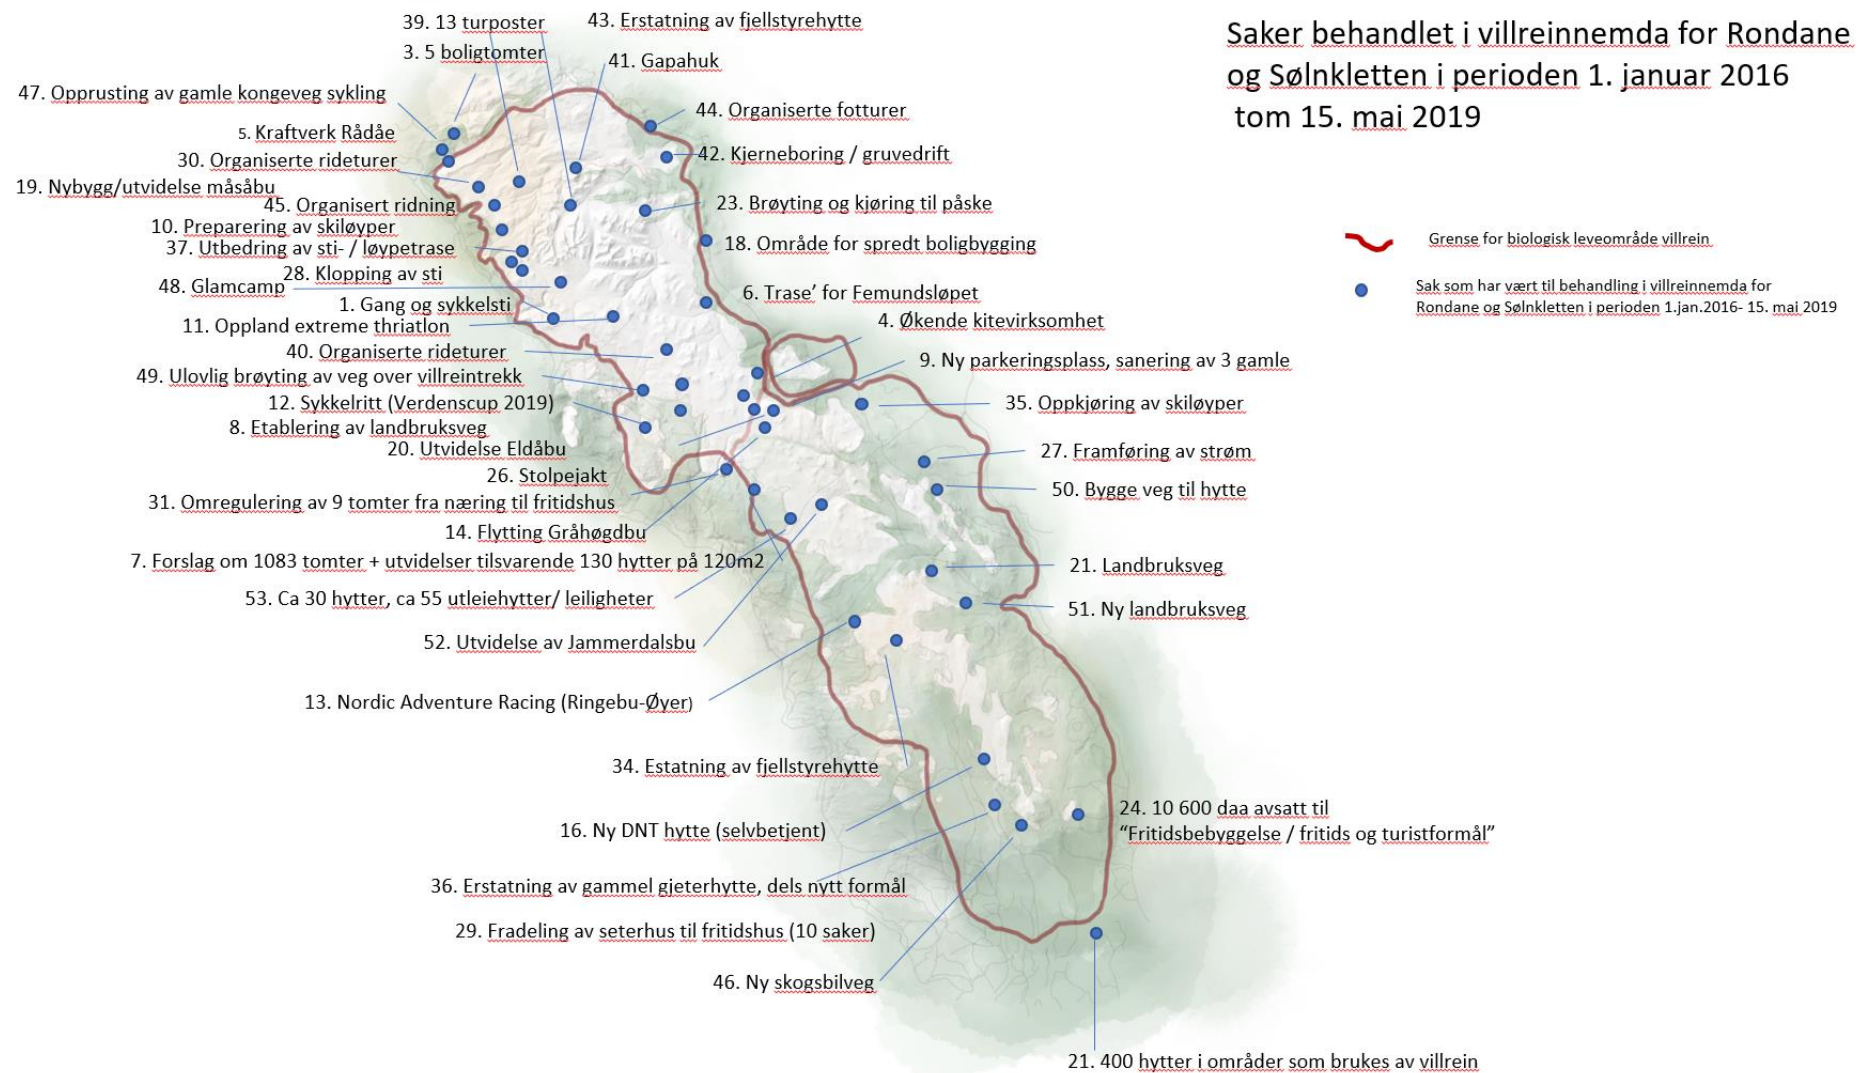 Saker behandlet i villreinnemda for Rondane
og Sølnkletten i perioden 1. januar 2016
tom 15. mai 2019
39. 13 turposter
43. Erstatning av fjellstyrehytte
3. 5 boligtomter
41. Gapahuk
47. Opprusting av gamle kongeveg sykling
44. Organiserte fotturer
5. Kraftverk Rådåe
30. Organiserte rideturer
42. Kjerneboring / gruvedrift
19. Nybygg/utvidelse måsåbu
45. Organisert ridning
23. Brøyting og kjøring til påske
10. Preparering av skiløyper
37. Utbedring av sti- / løypetrase
18. Område for spredt boligbygging
28. Klopping av sti
48. Glamcamp
6. Trase’ for Femundsløpet
1. Gang og sykkelsti
4. Økende kitevirksomhet
11. Oppland extreme thriatlon
40. Organiserte rideturer
9. Ny parkeringsplass, sanering av 3 gamle
49. Ulovlig brøyting av veg over villreintrekk
12. Sykkelritt (Verdenscup 2019)
35. Oppkjøring av skiløyper
8. Etablering av landbruksveg
20. Utvidelse Eldåbu
27. Framføring av strøm
26. Stolpejakt
50. Bygge veg til hytte
31. Omregulering av 9 tomter fra næring til fritidshus
14. Flytting Gråhøgdbu
7. Forslag om 1083 tomter + utvidelser tilsvarende 130 hytter på 120m2
21. Landbruksveg
53. Ca 30 hytter, ca 55 utleiehytter/ leiligheter
51. Ny landbruksveg
52. Utvidelse av Jammerdalsbu
13. Nordic Adventure Racing (Ringebu-Øyer)
34. Estatning av fjellstyrehytte
16. Ny DNT hytte (selvbetjent)
24. 10 600 daa avsatt til
“Fritidsbebyggelse / fritids og turistformål”
36. Erstatning av gammel gjeterhytte, dels nytt formål
29. Fradeling av seterhus til fritidshus (10 saker)
46. Ny skogsbilveg
21. 400 hytter i områder som brukes av villrein
Grense for biologisk leveområde villrein
Sak som har vært til behandling i villreinnemda for
Rondane og Sølnkletten i perioden 1.jan.2016- 15. mai 2019